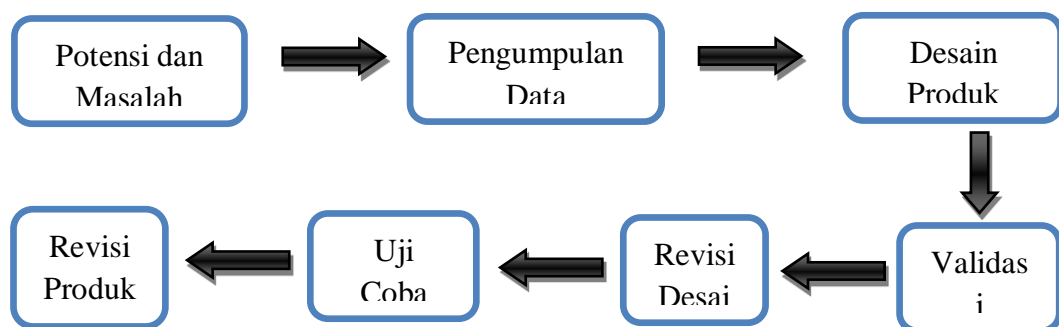 Potensi dan
Masalah
Pengumpulan
Data
Desain
Produk
Validas
i
Revisi
Desai
Uji
Coba
Revisi
Produk